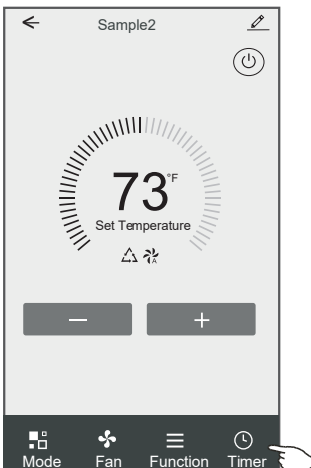 Sample2
73°F
Set Temperature
A
Mode Fan Function Timer